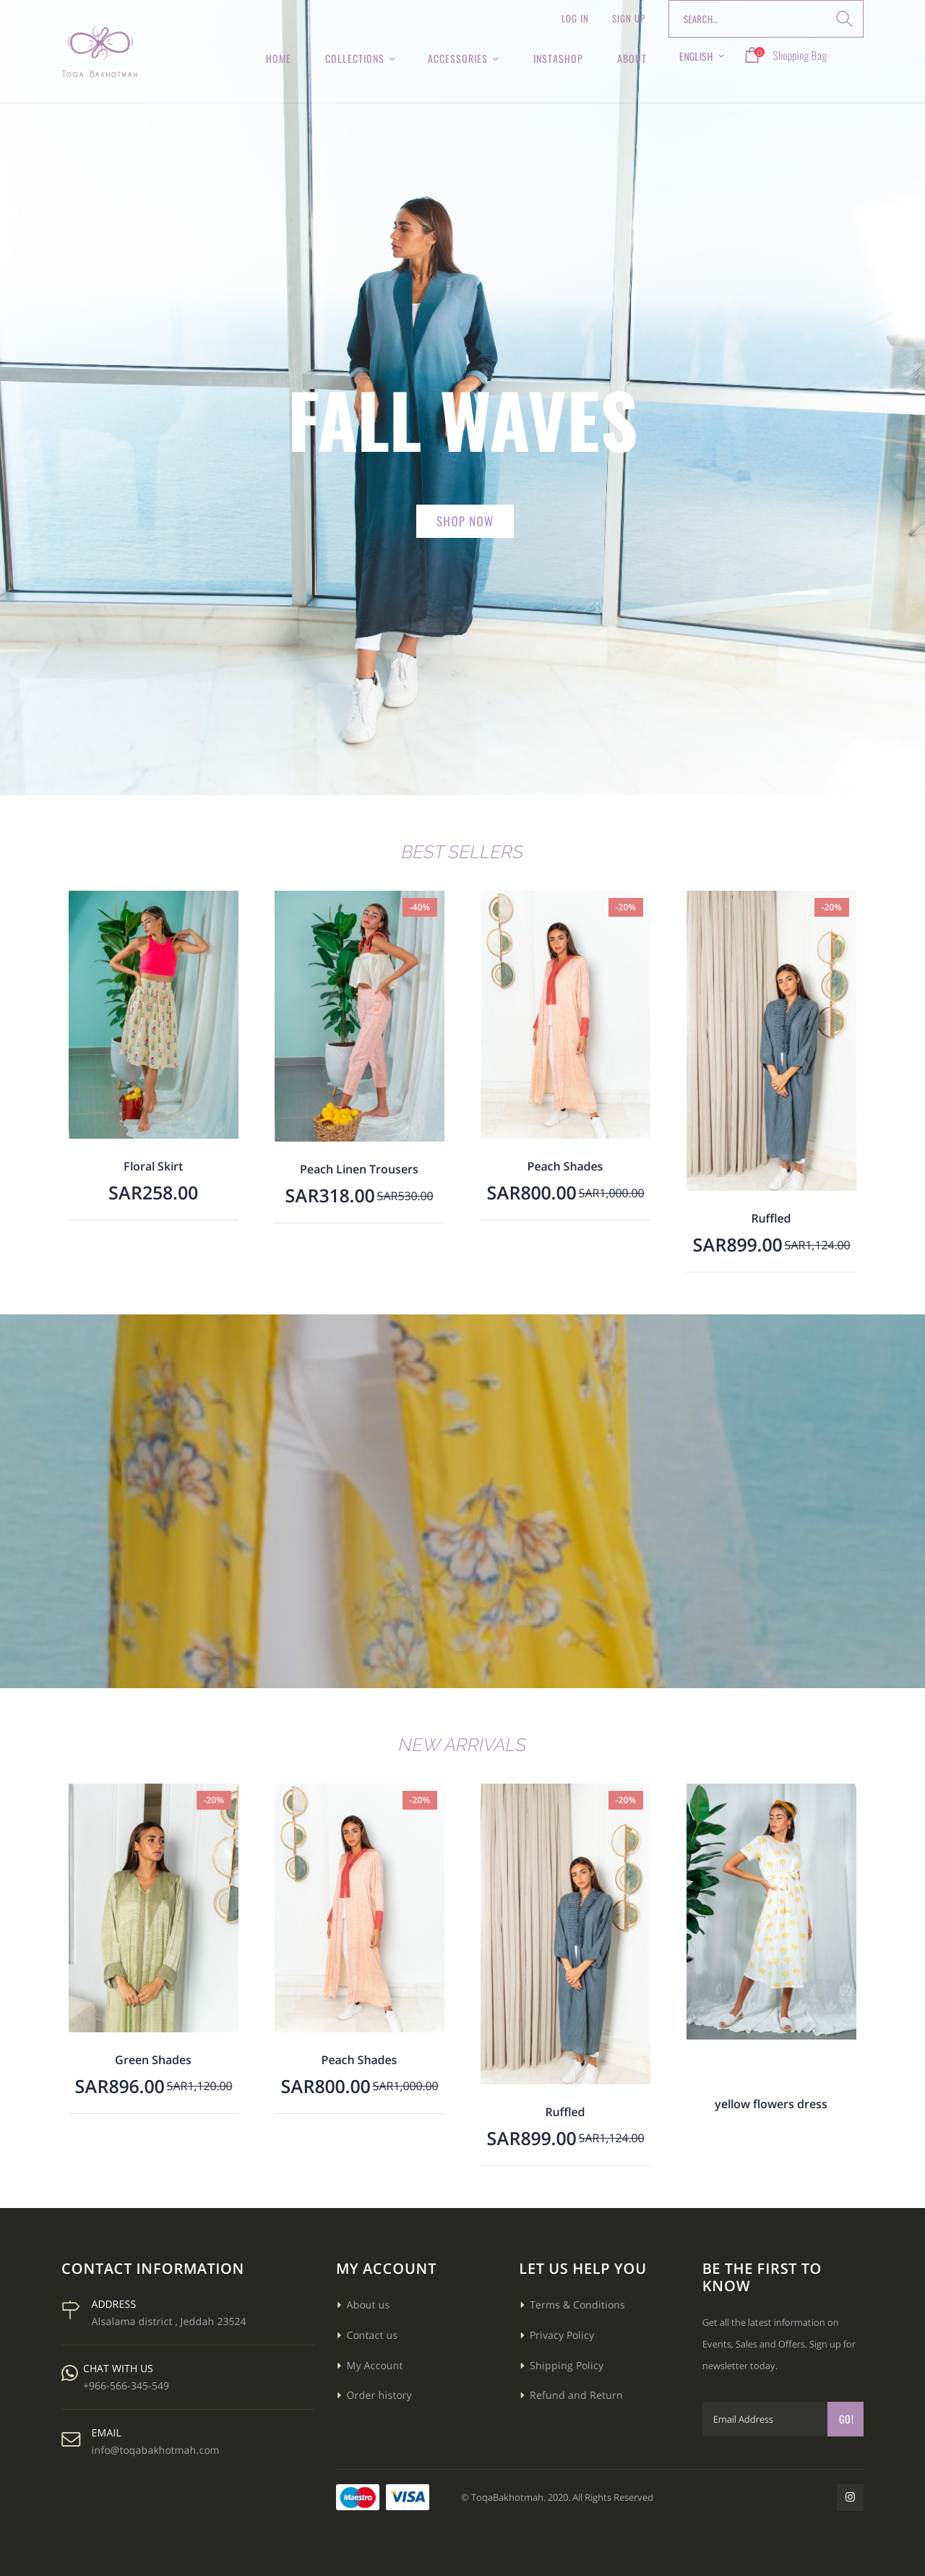 LOG IN
SIGN UP
SEARCH...
Toqa Bakhotmah
HOME
COLLECTIONS
ACCESSORIES
INSTASHOP
ABOUT
ENGLISH
0
Shopping Bag
FALL WAVES
SHOP NOW
BEST SELLERS
-40%
-20%
-20%
Floral Skirt
SAR258.00
Peach Linen Trousers
SAR318.00 SAR530.00
Peach Shades
SAR800.00 SAR1,000.00
Ruffled
SAR899.00 SAR1,124.00
NEW ARRIVALS
-20%
-20%
-20%
Green Shades
SAR896.00 SAR1,120.00
Peach Shades
SAR800.00 SAR1,000.00
Ruffled
SAR899.00 SAR1,124.00
yellow flowers dress
CONTACT INFORMATION
ADDRESS
Alsalama district , Jeddah 23524
CHAT WITH US
+966-566-345-549
EMAIL
info@toqabakhotmah.com
MY ACCOUNT
About us
Contact us
My Account
Order history
LET US HELP YOU
Terms & Conditions
Privacy Policy
Shipping Policy
Refund and Return
BE THE FIRST TO
KNOW
Get all the latest information on
Events, Sales and Offers. Sign up for
newsletter today.
Email Address
GO!
Maestro
VISA
© ToqaBakhotmah. 2020. All Rights Reserved